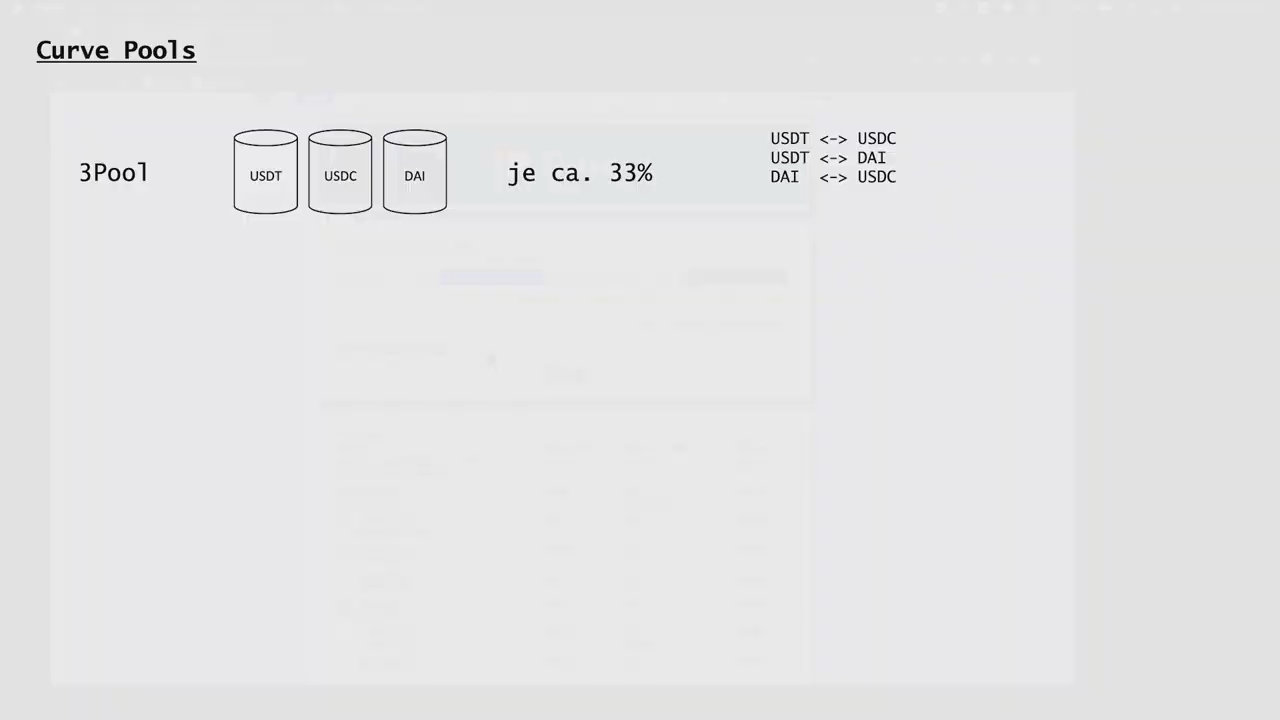 Curve Pools
3Pool
USDT
USDC
DAI
je ca. 33%
USDT <-> USDC
USDT <-> DAI
DAI <-> USDC